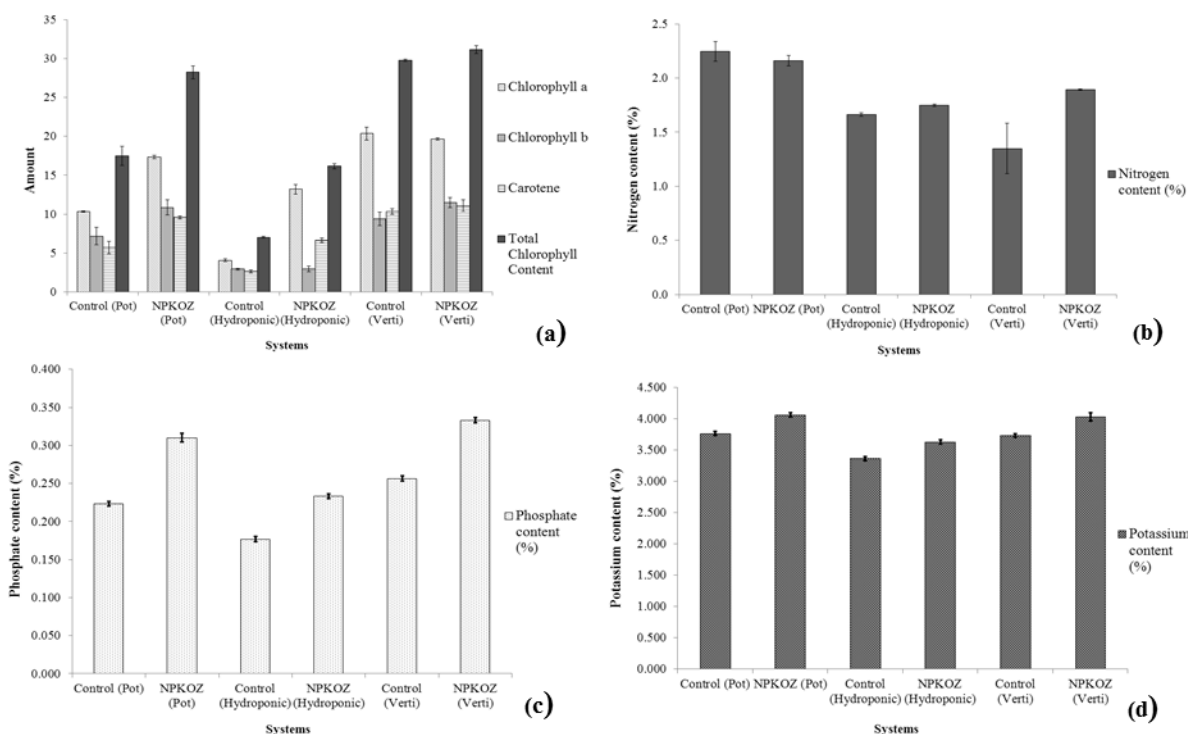 35
30
25
20
15
10
5
0
Amount
Control (Pot)
NPKOZ
(Pot)
Control
(Hydroponic)
NPKOZ
(Hydroponic)
Control
(Verti)
NPKOZ
(Verti)
Systems
Chlorophyll a
Chlorophyll b
Carotene
Total
Chlorophyll
Content
(a)
2.5
2.0
1.5
1.0
0.5
0.0
Nitrogen content (%)
Control (Pot)
NPKOZ (Pot)
Control
(Hydroponic)
NPKOZ
(Hydroponic)
Control
(Verti)
NPKOZ
(Verti)
Systems
Nitrogen
content (%)
(b)
0.400
0.350
0.300
0.250
0.200
0.150
0.100
0.050
0.000
Phosphate content (%)
Control (Pot)
NPKOZ
(Pot)
Control
(Hydroponic)
NPKOZ
(Hydroponic)
Control
(Verti)
NPKOZ
(Verti)
Systems
Phosphate
content
(%)
(c)
4.500
4.000
3.500
3.000
2.500
2.000
1.500
1.000
0.500
0.000
Potassium content (%)
Control (Pot)
NPKOZ (Pot)
Control
(Hydroponic)
NPKOZ
(Hydroponic)
Control
(Verti)
NPKOZ
(Verti)
Systems
Potassium
content
(%)
(d)